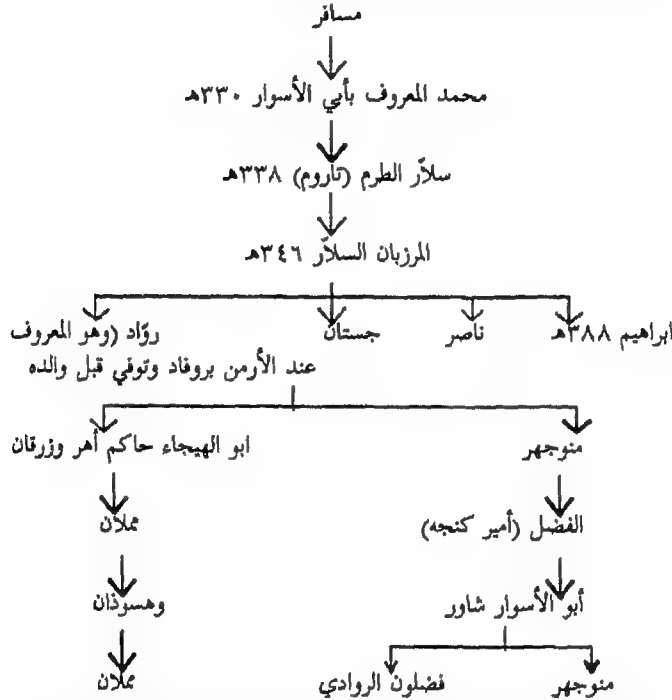 مسافر
محمد المعروف بأبي الأسوار ٣٣٠هـ
سلاّر الطرم (تاروم) ٣٣٨هـ
المرزبان السلاّر ٣٤٦هـ
ابراهيم ٣٨٨هـ ناصر جستان روّاد (وهو المعروف
عند الأرمن بروفاد وتوفي قبل والده
منوجهر ابو الهيجاء حاكم أهر وزرقان
الفضل (أمير كنجه) مملان
أبو الأسوار شاور وهسوذان
منوجهر فضلون الروادي مملان